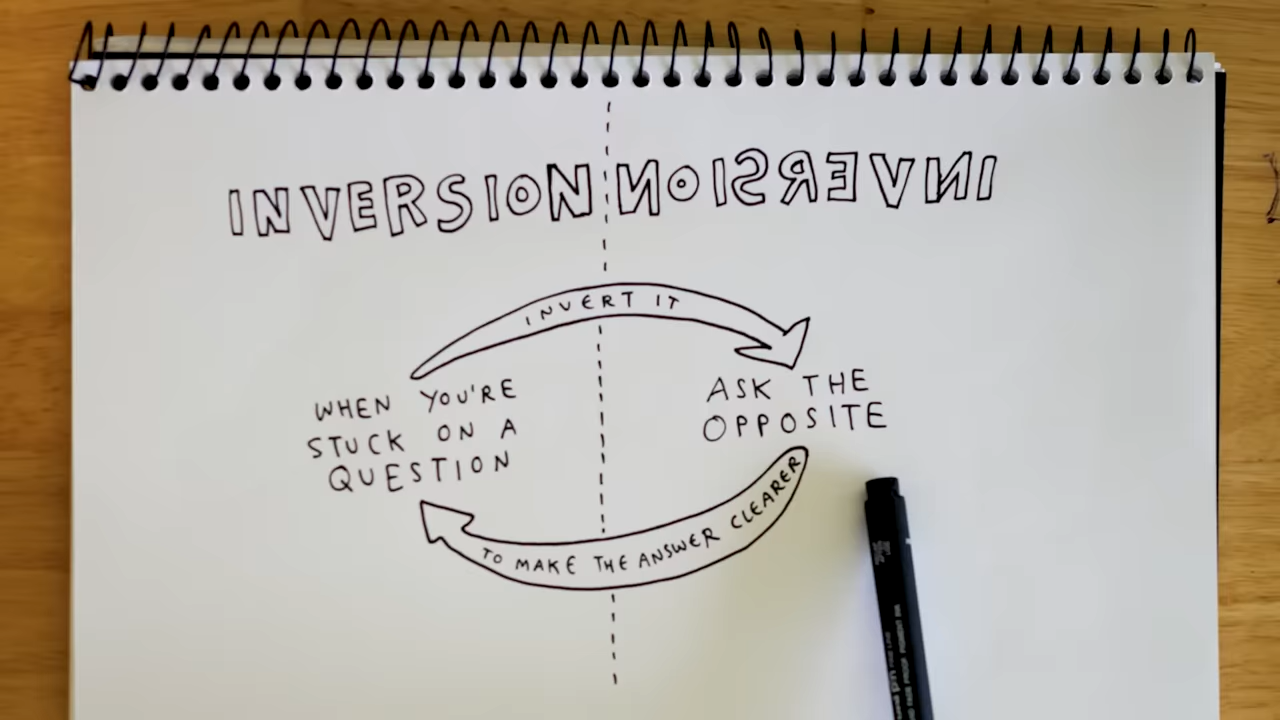 INVERSION NOISREVNI
INVERT IT
WHEN YOU'RE
STUCK ON A
QUESTION
ASK THE
OPPOSITE
TO MAKE THE ANSWER CLEARER